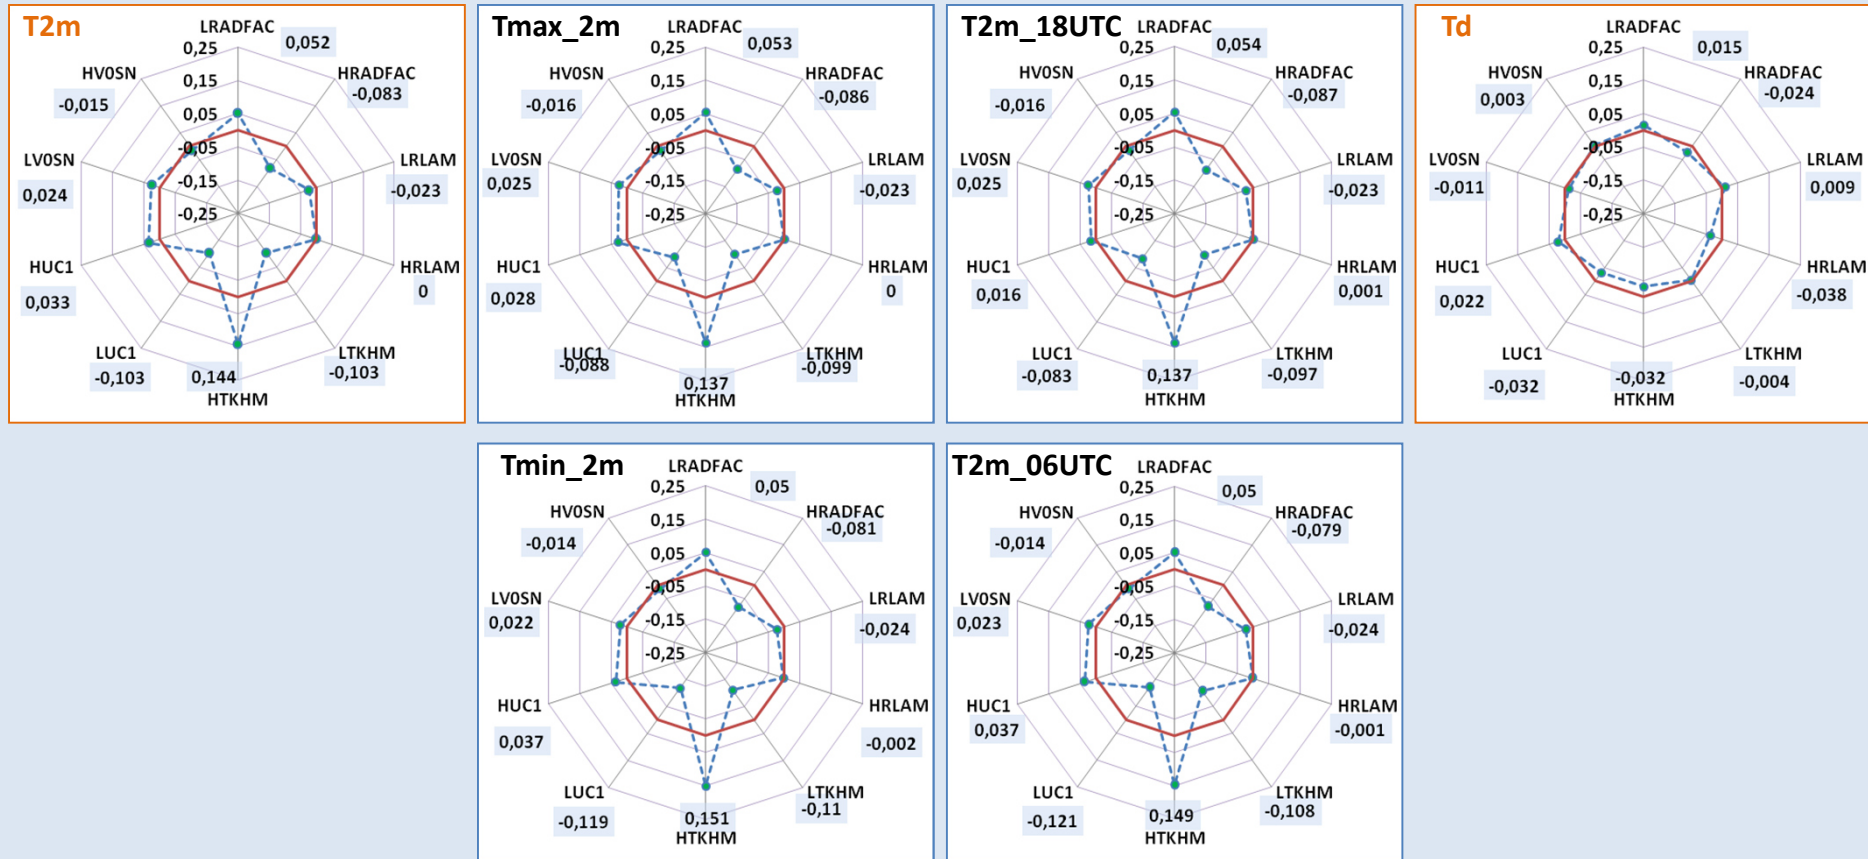 T2m
LRADFAC
0,052
0,25
HRADFAC
-0,083
HV0SN
-0,015
0,15
0,05
-0,05
LV0SN
0,024
LRLAM
-0,023
-0,15
-0,25
HUC1
0,033
HRLAM
0
LUC1
-0,103
0,144
HTKHM
LTKHM
-0,103
Tmax_2m
LRADFAC
0,053
0,25
HRADFAC
-0,086
HV0SN
-0,016
0,15
0,05
-0,05
LV0SN
0,025
LRLAM
-0,023
-0,15
-0,25
HUC1
0,028
HRLAM
0
LUC1
-0,088
0,137
HTKHM
LTKHM
-0,099
T2m_18UTC
LRADFAC
0,054
0,25
HRADFAC
-0,087
HV0SN
-0,016
0,15
0,05
-0,05
LV0SN
0,025
LRLAM
-0,023
-0,15
-0,25
HUC1
0,016
HRLAM
0,001
LUC1
-0,083
0,137
HTKHM
LTKHM
-0,097
Td
LRADFAC
0,015
0,25
HRADFAC
-0,024
HV0SN
0,003
0,15
0,05
-0,05
LV0SN
-0,011
LRLAM
0,009
-0,15
-0,25
HUC1
0,022
HRLAM
-0,038
LUC1
-0,032
-0,032
HTKHM
LTKHM
-0,004
Tmin_2m
LRADFAC
0,05
0,25
HRADFAC
-0,081
HV0SN
-0,014
0,15
0,05
-0,05
LV0SN
0,022
LRLAM
-0,024
-0,15
-0,25
HUC1
0,037
HRLAM
-0,002
LUC1
-0,119
0,151
HTKHM
LTKHM
-0,11
T2m_06UTC
LRADFAC
0,05
0,25
HRADFAC
-0,079
HV0SN
-0,014
0,15
0,05
-0,05
LV0SN
0,023
LRLAM
-0,024
-0,15
-0,25
HUC1
0,037
HRLAM
-0,001
LUC1
-0,121
0,149
HTKHM
LTKHM
-0,108